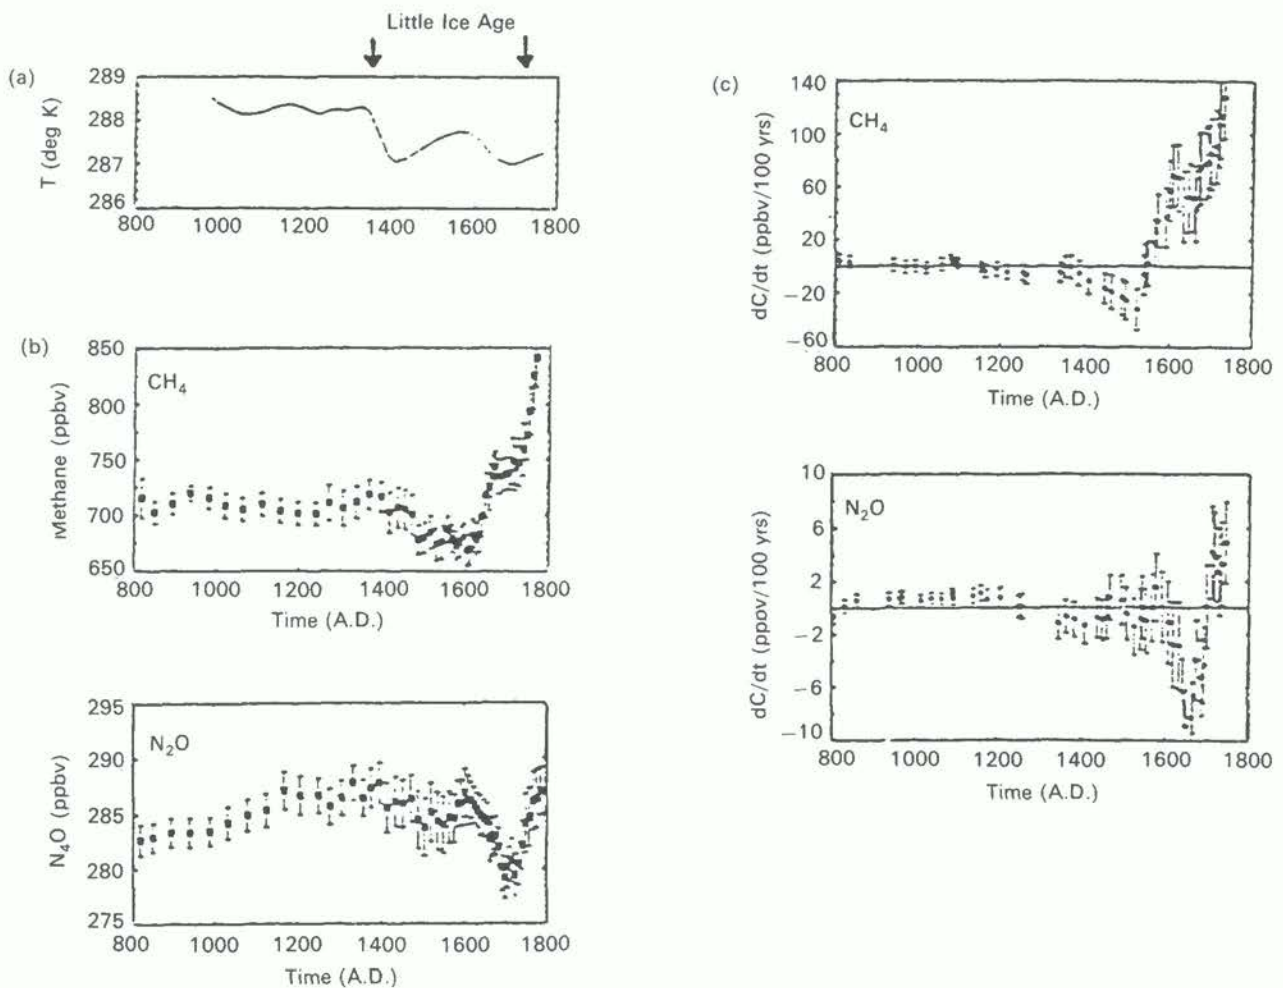 Little Ice Age
(a)
289
288
287
286
T (deg K)
800 1000 1200 1400 1600 1800
(b)
850
800
750
700
650
Methane (ppbv)
CH4
800 1000 1200 1400 1600 1800
Time (A.D.)
295
290
285
280
275
N4O (ppbv)
N2O
800 1000 1200 1400 1600 1800
Time (A.D.)
(c)
140
100
60
20
−20
−60
dC/dt (ppbv/100 yrs)
CH4
800 1000 1200 1400 1600 1800
Time (A.D.)
10
6
2
−2
−6
−10
dC/dt (ppov/100 yrs)
N2O
800 1000 1200 1400 1600 1800
Time (A.D.)